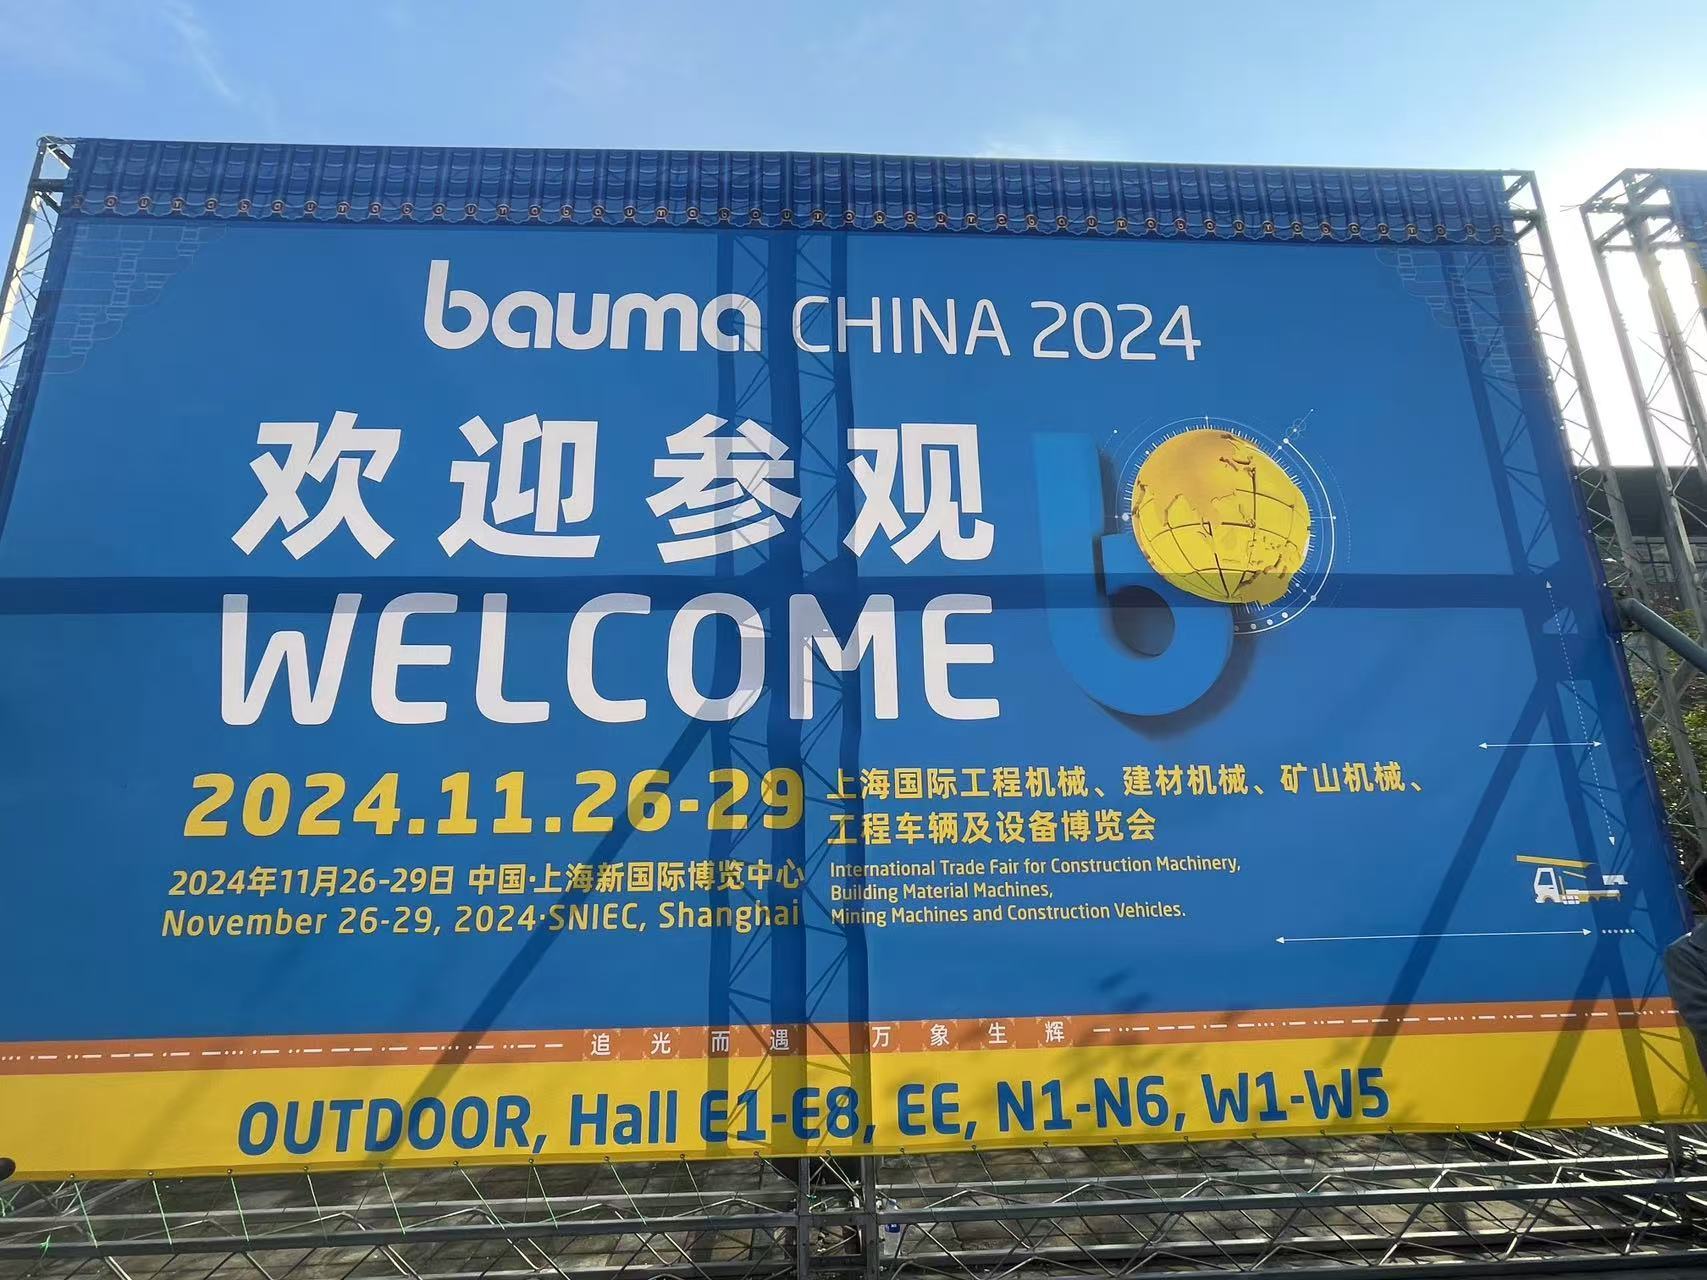 bauma CHINA 2024
欢迎参观
WELCOME
2024.11.26-29
2024年11月26-29日 中国·上海新国际博览中心
November 26-29, 2024·SNIEC, Shanghai
上海国际工程机械、建材机械、矿山机械、
工程车辆及设备博览会
International Trade Fair for Construction Machinery,
Building Material Machines,
Mining Machines and Construction Vehicles.
追光而遇 万象生辉
OUTDOOR, Hall E1-E8, EE, N1-N6, W1-W5